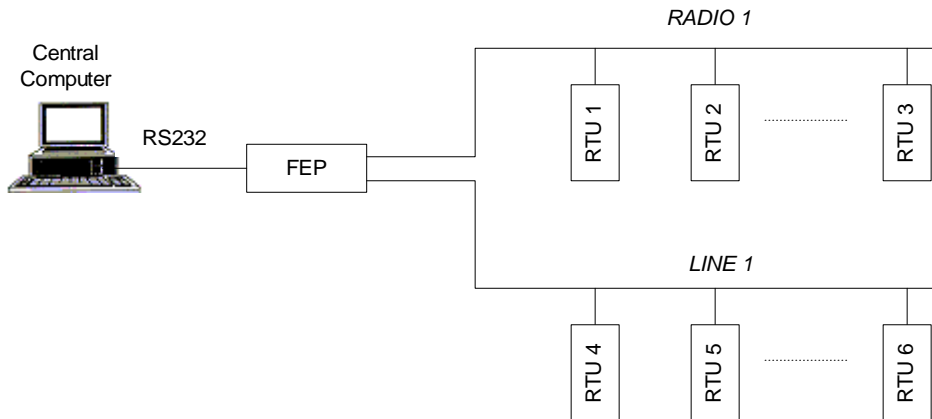 RADIO 1
Central
Computer
RS232
FEP
RTU 1
RTU 2
RTU 3
LINE 1
RTU 4
RTU 5
RTU 6